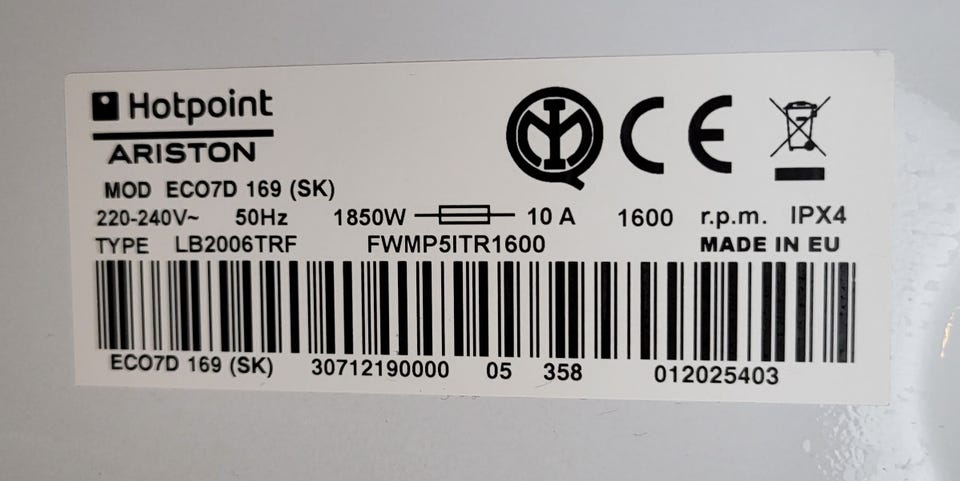 Hotpoint
ARISTON
MOD ECO7D 169 (SK)
220-240V~ 50Hz 1850W 10 A 1600 r.p.m. IPX4
TYPE LB2006TRF FWMP5ITR1600 MADE IN EU
ECO7D 169 (SK) 30712190000 05 358 012025403